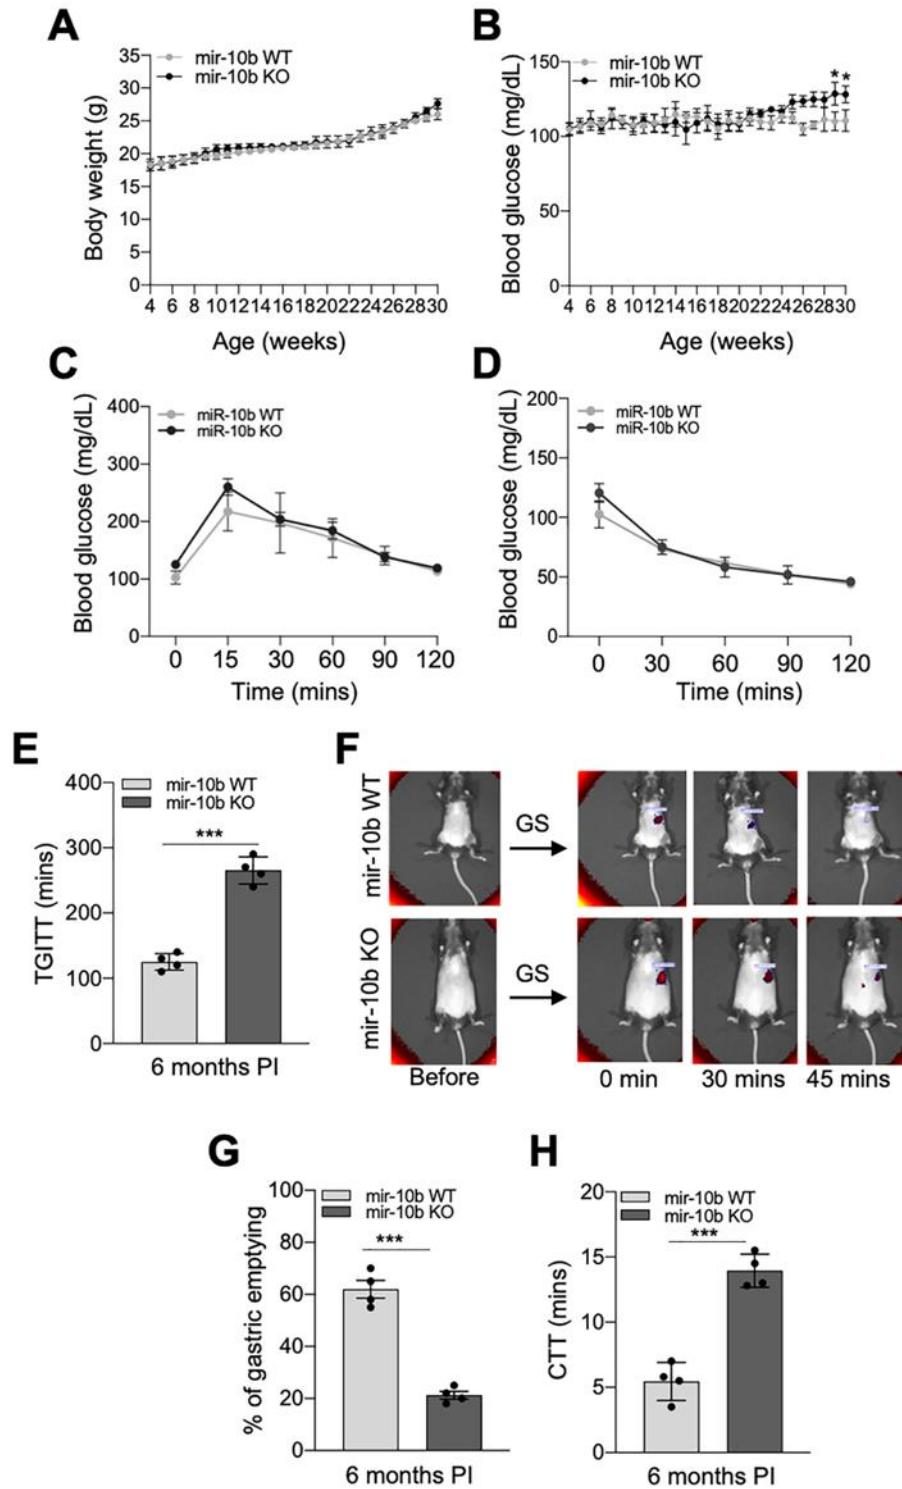 A
mir-10b WT
mir-10b KO
Body weight (g)
35
30
25
20
15
10
5
0
4 6 8 10 12 14 16 18 20 22 24 26 28 30
Age (weeks)
B
mir-10b WT
mir-10b KO
* *
Blood glucose (mg/dL)
150
100
50
0
4 6 8 10 12 14 16 18 20 22 24 26 28 30
Age (weeks)
C
miR-10b WT
miR-10b KO
Blood glucose (mg/dL)
400
300
200
100
0
0 15 30 60 90 120
Time (mins)
D
miR-10b WT
miR-10b KO
Blood glucose (mg/dL)
200
150
100
50
0
0 30 60 90 120
Time (mins)
E
mir-10b WT
mir-10b KO
***
TGITT (mins)
400
300
200
100
0
6 months PI
F
mir-10b WT
GS
mir-10b KO
GS
Before 0 min 30 mins 45 mins
G
mir-10b WT
mir-10b KO
***
% of gastric emptying
100
80
60
40
20
0
6 months PI
H
mir-10b WT
mir-10b KO
***
CTT (mins)
20
15
10
5
0
6 months PI